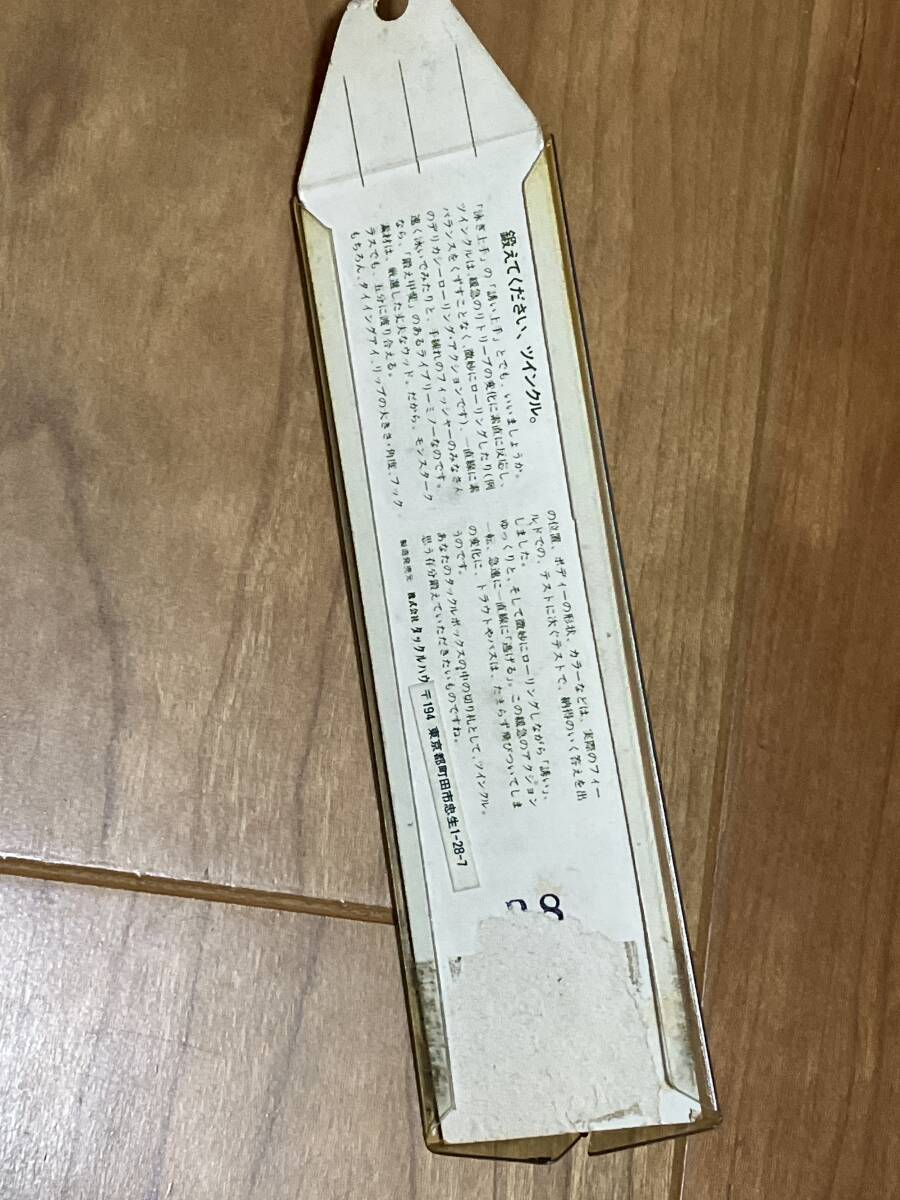 鍛えてください、ツインクル。
「泳ぎ上手」の「誘い上手」とでも、いいましょうか。
ツインクルは、緩急のリトリーブの変化に素直に反応し、
バランスをくずすことなく、微妙にローリングしたり(例
のデリカシーローリング・アクションです)、一直線に素
速く泳いでみたりと、手練れのフィッシャーのみなさん
なら、「鍛え甲斐」のあるライブリーミノーなのです。
素材は、厳選した丈夫なウッド。だから、モンスターク
ラスでも、五分に渡り合える。
もちろん、タイイングアイ、リップの大きさ・角度、フック
の位置、ボディーの形状、カラーなどは、実際のフィー
ルドでの、テストに次ぐテストで、納得のいく答えを出
しました。
ゆっくりと、そして微妙にローリングしながら「誘い」、
一転、急速に一直線に「逃げる」。この緩急のアクション
の変化に、トラウトやバスは、たまらず飛びついてしま
うのです。
あなたのタックルボックスの中の切り札として、ツインクル。
思う存分鍛えていただきたいものですね。
製造発売元 株式会社 タックルハウ
〒194 東京都町田市忠生1-28-7
8